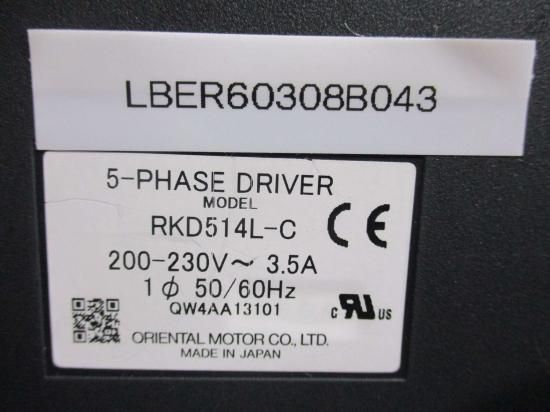 LBER60308B043
5-PHASE DRIVER
MODEL
RKD514L-C
CE
200-230V~ 3.5A
1ϕ 50/60Hz
QW4AA13101
c RU US
ORIENTAL MOTOR CO., LTD.
MADE IN JAPAN